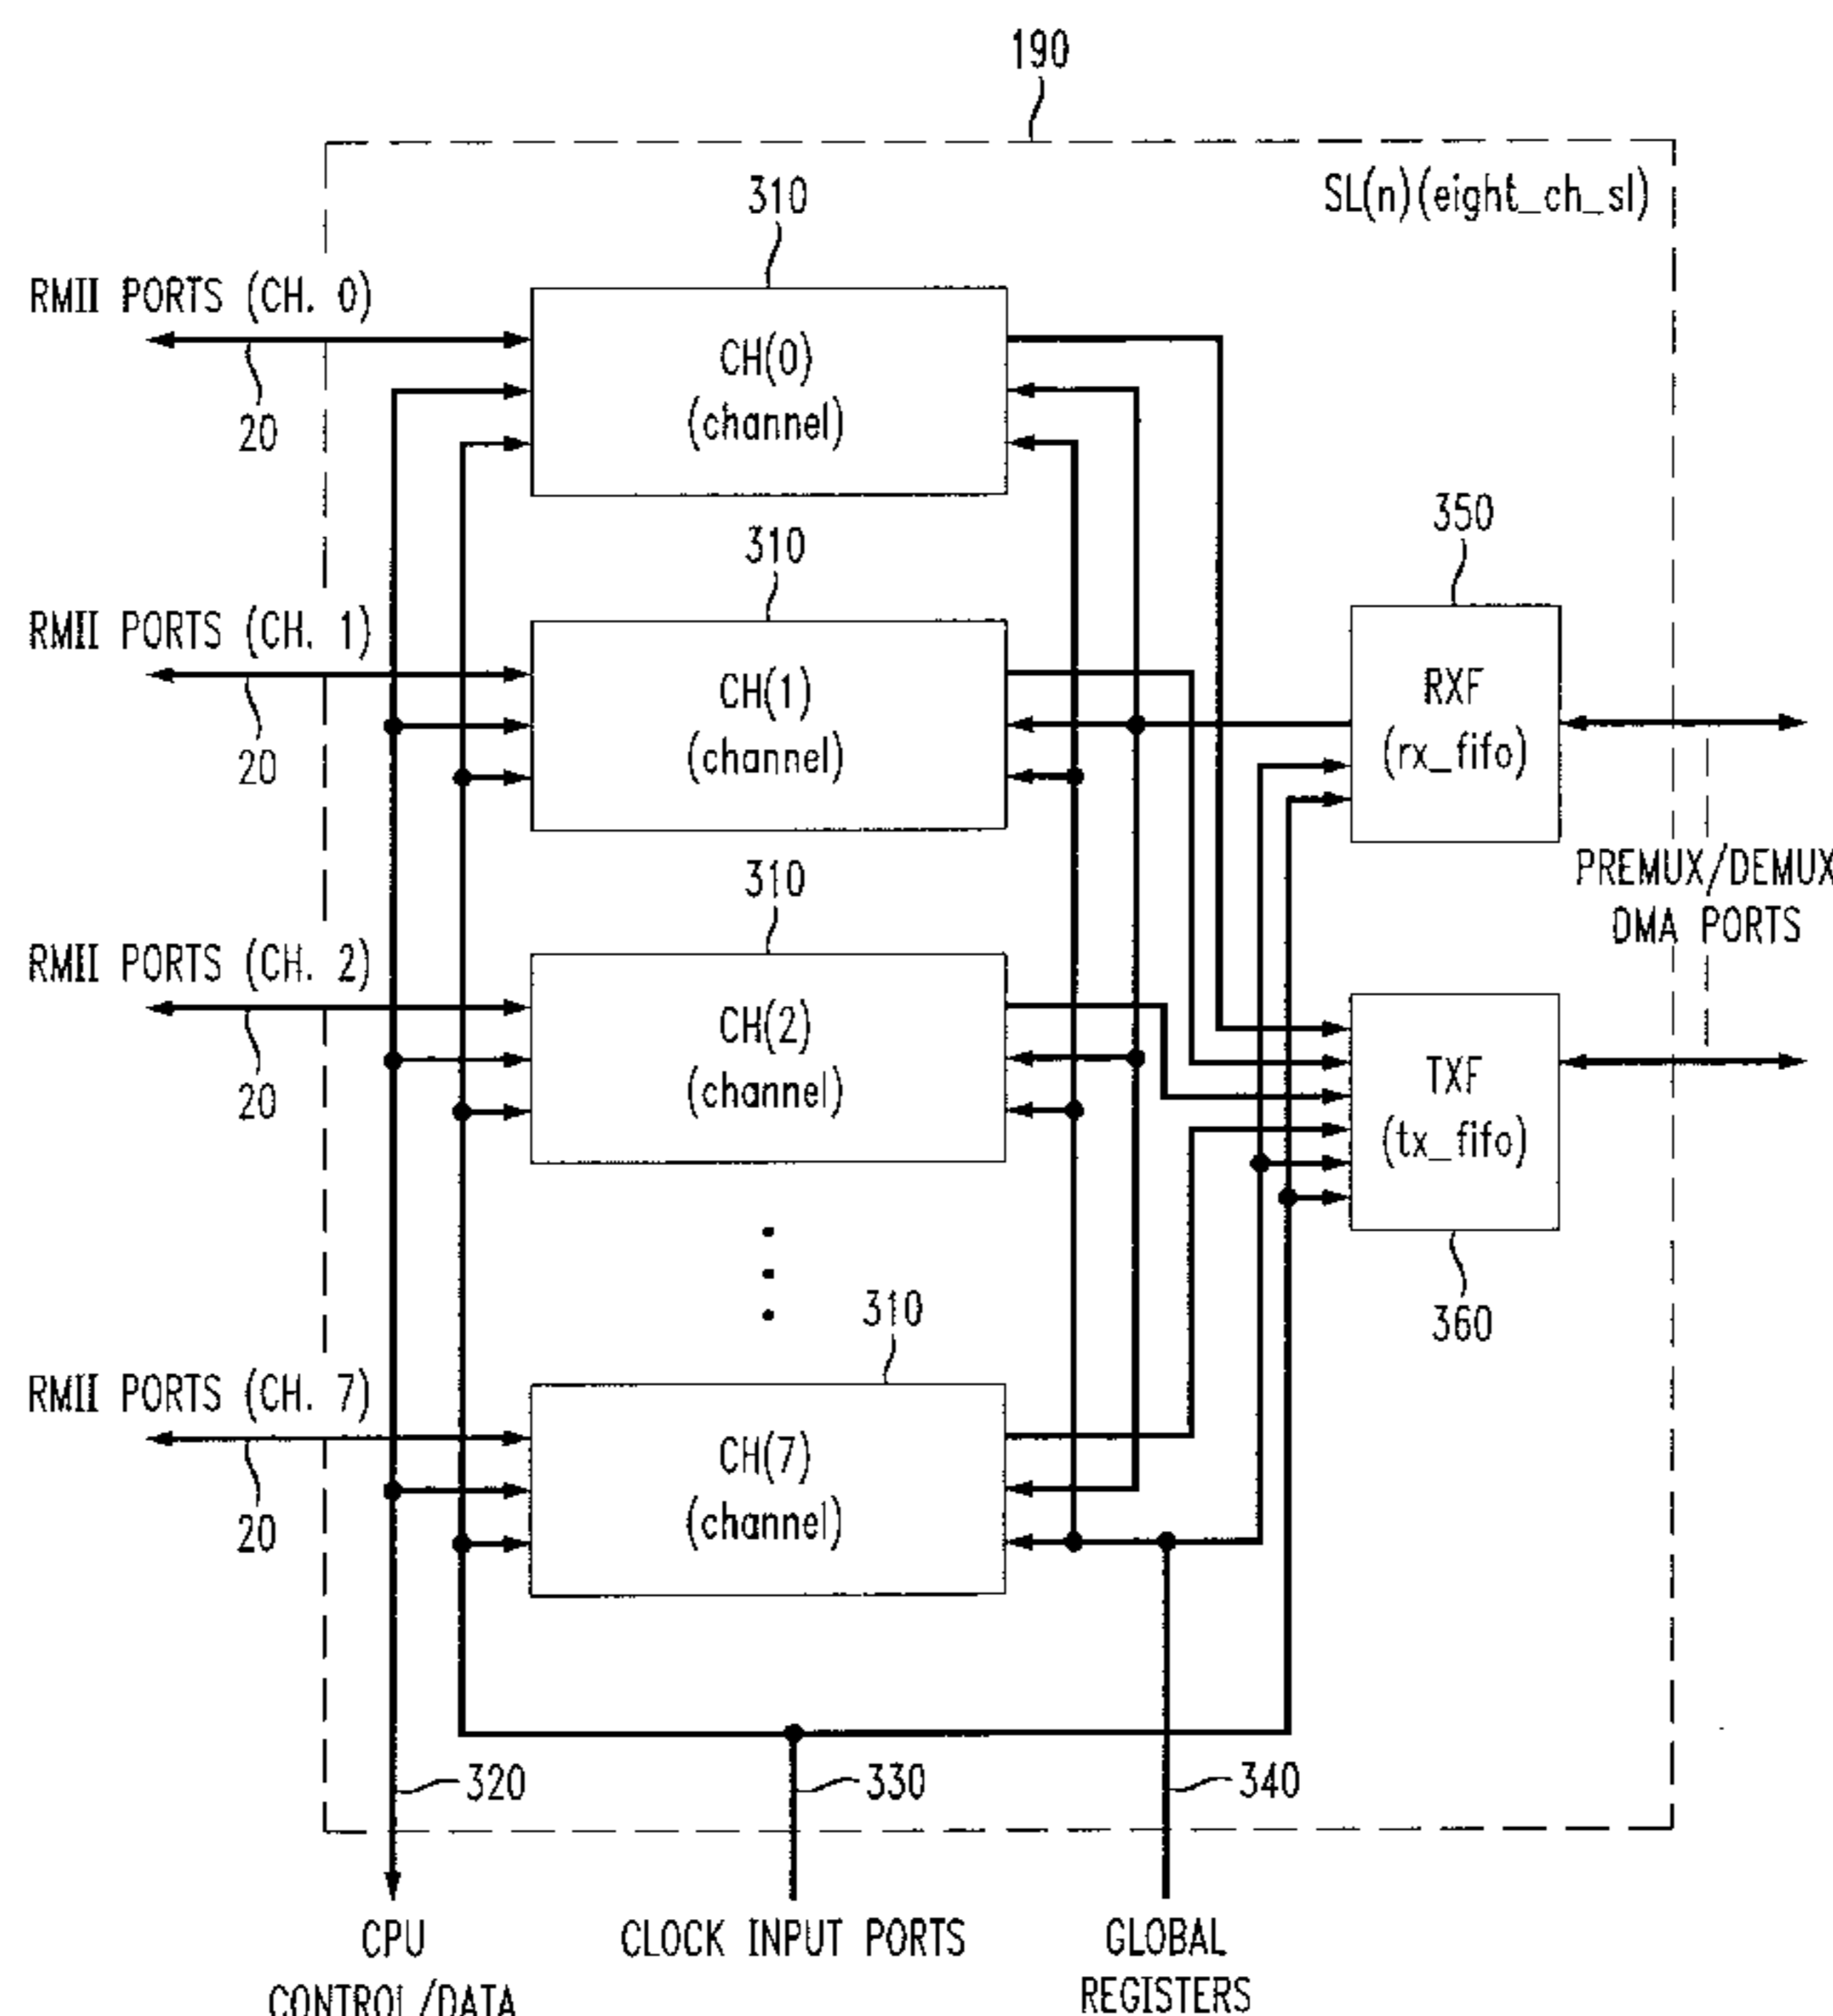 190
SL(n)(eight_ch_sl)
310
RMII PORTS (CH. 0)
CH(0)
(channel)
20
350
310
RMII PORTS (CH. 1)
CH(1)
(channel)
20
RXF
(rx_fifo)
310
PREMUX/DEMUX
DMA PORTS
RMII PORTS (CH. 2)
CH(2)
(channel)
20
TXF
(tx_fifo)
360
310
RMII PORTS (CH. 7)
CH(7)
(channel)
20
320
330
340
CPU
CONTROL/DATA
CLOCK INPUT PORTS
GLOBAL
REGISTERS